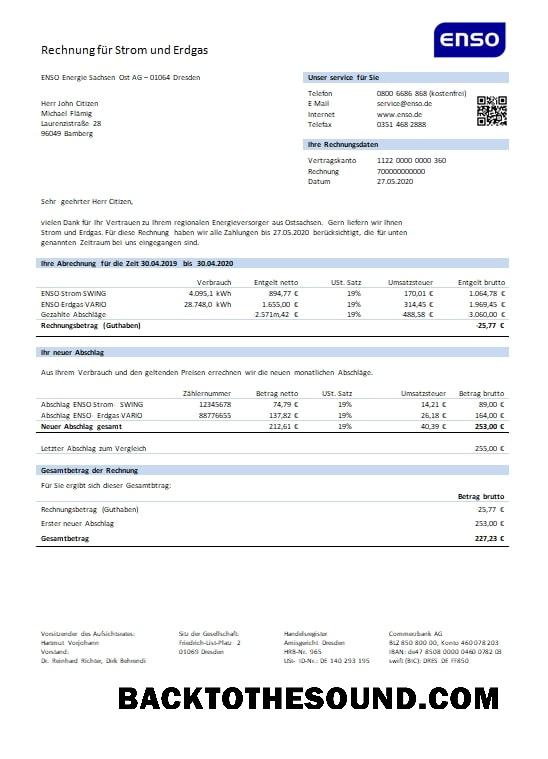 enso
Rechnung für Strom und Erdgas
ENSO Energie Sachsen Ost AG – 01064 Dresden
Unser service für Sie
Telefon 0800 6686 868 (kostenfrei)
E-Mail service@enso.de
Internet www.enso.de
Telefax 0351 468 2888
Herr John Citizen
Michael Flämig
Laurenzistraße 28
96049 Bamberg
Ihre Rechnungsdaten
Vertragskanto 1122 0000 0000 360
Rechnung 700000000000
Datum 27.05.2020
Sehr geehrter Herr Citizen,
vielen Dank für Ihr Vertrauen zu Ihrem regionalen Energieversorger aus Ostsachsen. Gern liefern wir Ihnen
Strom und Erdgas. Für diese Rechnung haben wir alle Zahlungen bis 27.05.2020 berücksichtigt, die für unten
genannten Zeitraum bei uns eingegangen sind.
Ihre Abrechnung für die Zeit 30.04.2019 bis 30.04.2020
Verbrauch Entgelt netto USt. Satz Umsatzsteuer Entgelt brutto
ENSO Strom SWING 4.095,1 kWh 894,77 € 19% 170,01 € 1.064,78 €
ENSO Erdgas VARIO 28.748,0 kWh 1.655,00 € 19% 314,45 € 1.969,45 €
Gezahlte Abschläge 2.571m,42 € 19% 488,58 € 3.060,00 €
Rechnungsbetrag (Guthaben) -25,77 €
Ihr neuer Abschlag
Aus Ihrem Verbrauch und den geltenden Preisen errechnen wir die neuen monatlichen Abschläge.
Zählernummer Betrag netto USt. Satz Umsatzsteuer Betrag brutto
Abschlag ENSO Strom SWING 12345678 74,79 € 19% 14,21 € 89,00 €
Abschlag ENSO Erdgas VARIO 88776655 137,82 € 19% 26,18 € 164,00 €
Neuer Abschlag gesamt 212,61 € 19% 40,39 € 253,00 €
Letzter Abschlag zum Vergleich 255,00 €
Gesamtbetrag der Rechnung
Für Sie ergibt sich dieser Gesamtbtrag:
Betrag brutto
Rechnungsbetrag (Guthaben) 25,77 €
Erster neuer Abschlag 253,00 €
Gesamtbetrag 227,23 €
Vorsitzender des Aufsichtsrates: Sitz der Gesellschaft: Handelsregister Commerzbank AG
Hartmut Vorjohann Friedrich-List-Platz 2 Amtsgericht Dresden BLZ 850 800 00, Konto 460 078 203
Vorstand: 01069 Dresden HRB-Nr. 965 IBAN: de47 8508 0000 0460 0782 03
Dr. Reinhard Richter, Dirk Behrendi USt- ID-Nr.: DE 140 293 195 swift (BIC): DRES DE FF850
BACKTOTHESOUND.COM